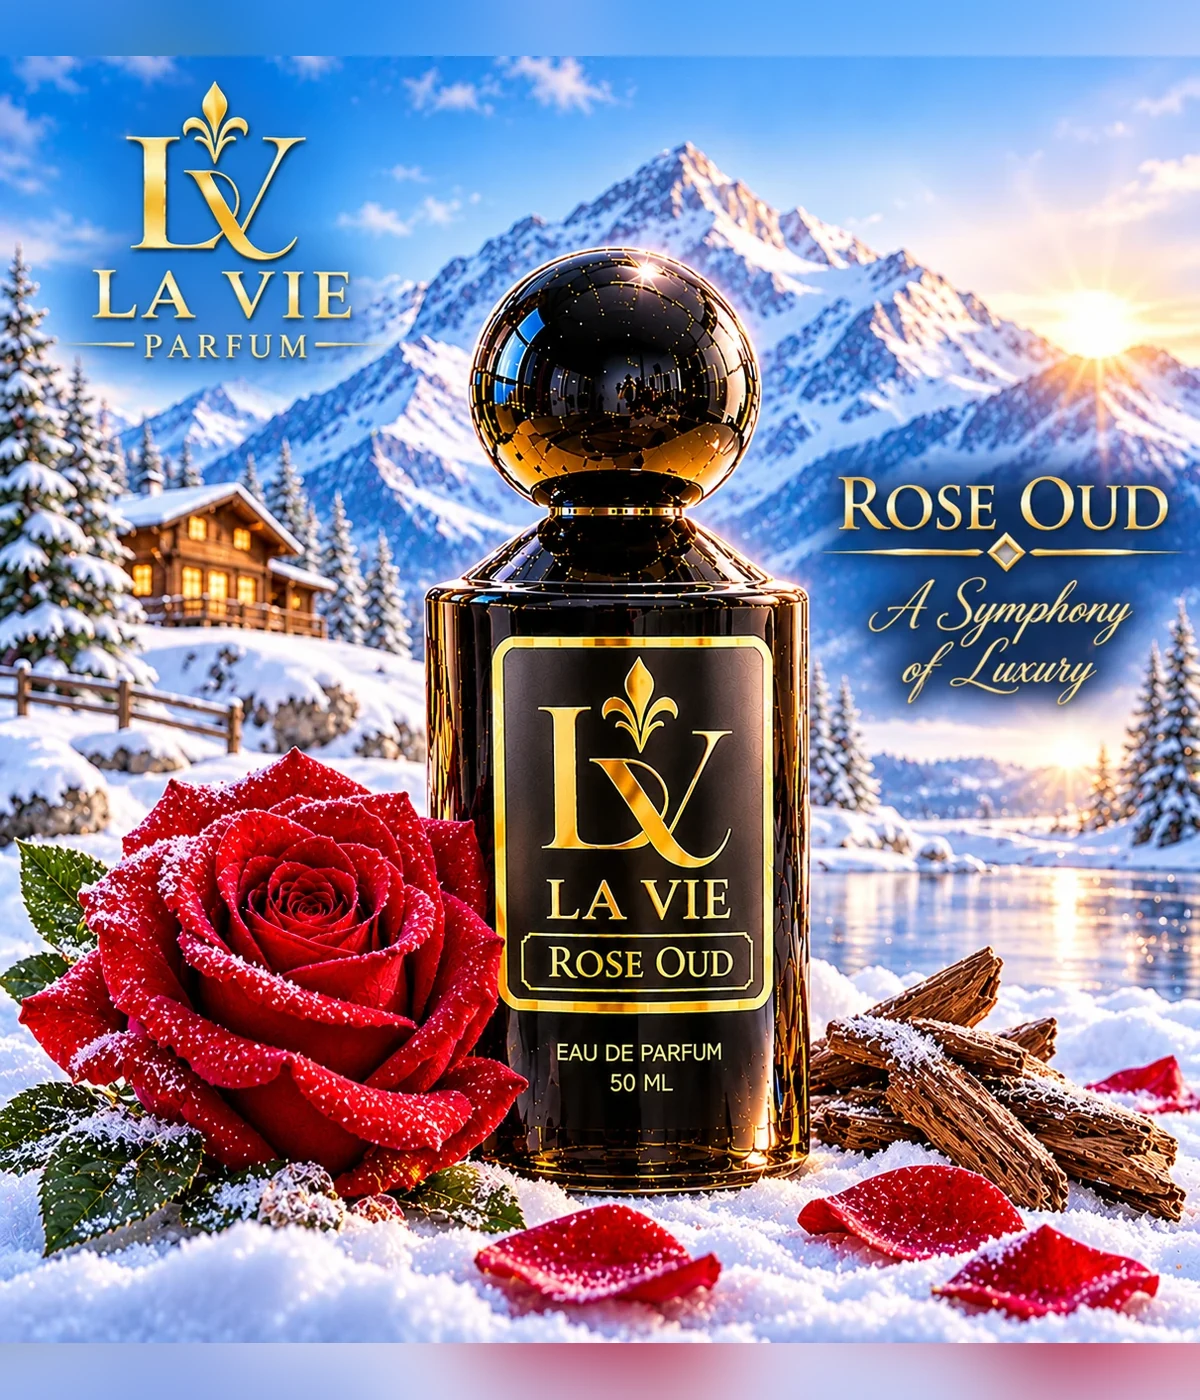 LV
LA VIE
PARFUM
ROSE OUD
A Symphony
of Luxury
LV
LA VIE
ROSE OUD
EAU DE PARFUM
50 ML